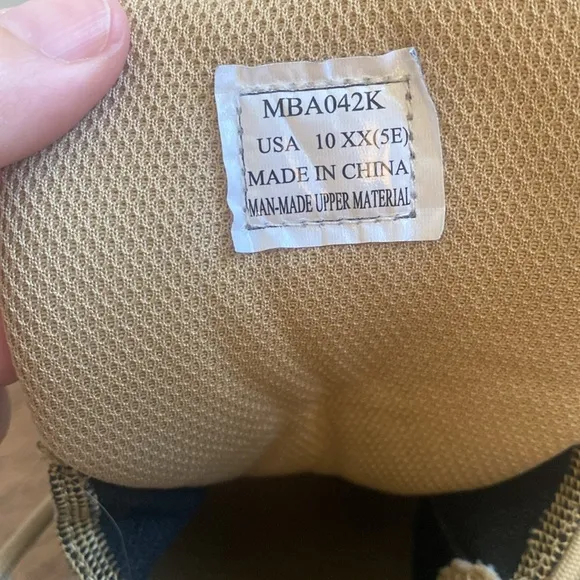 MBA042K
USA 10 XX(5E)
MADE IN CHINA
MAN-MADE UPPER MATERIAL